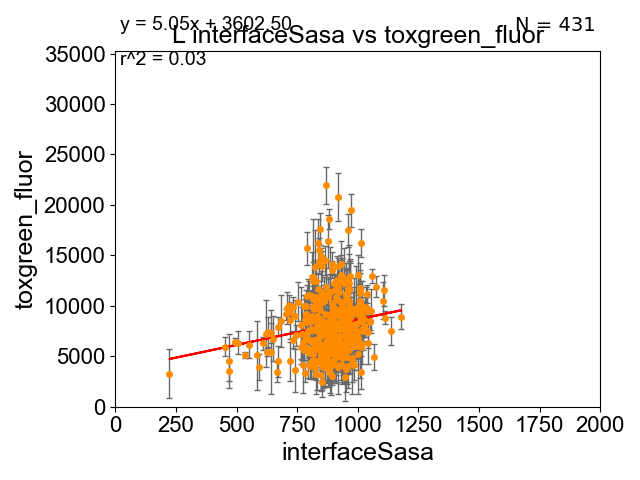 y = 5.05x + 3602.50
N = 431
L interfaceSasa vs toxgreen_fluor
r^2 = 0.03
35000
30000
25000
20000
15000
10000
5000
0
toxgreen_fluor
0 250 500 750 1000 1250 1500 1750 2000
interfaceSasa